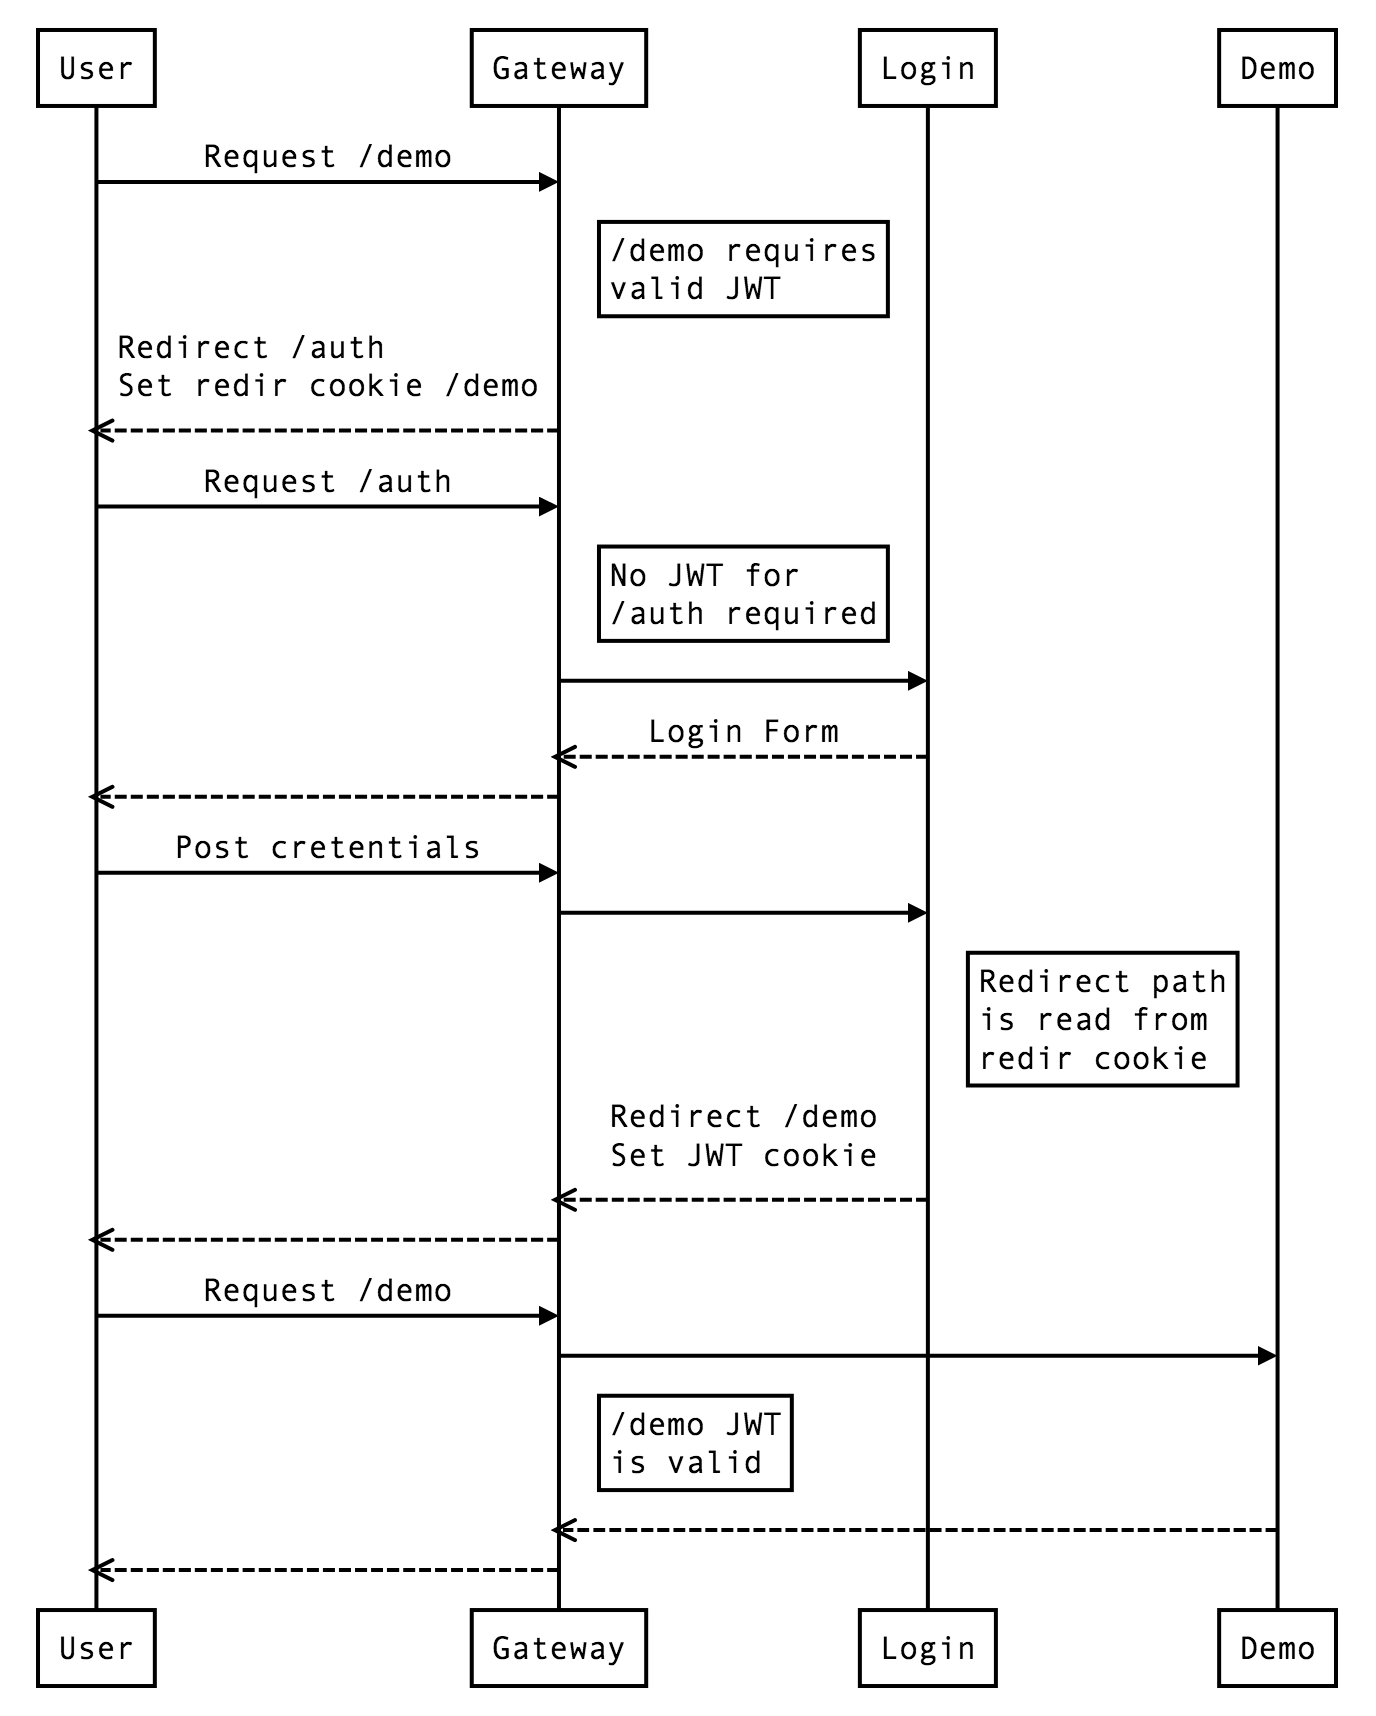 User
Gateway
Login
Demo
Request /demo
/demo requires
valid JWT
Redirect /auth
Set redir cookie /demo
Request /auth
No JWT for
/auth required
Login Form
Post cretentials
Redirect path
is read from
redir cookie
Redirect /demo
Set JWT cookie
Request /demo
/demo JWT
is valid
User
Gateway
Login
Demo